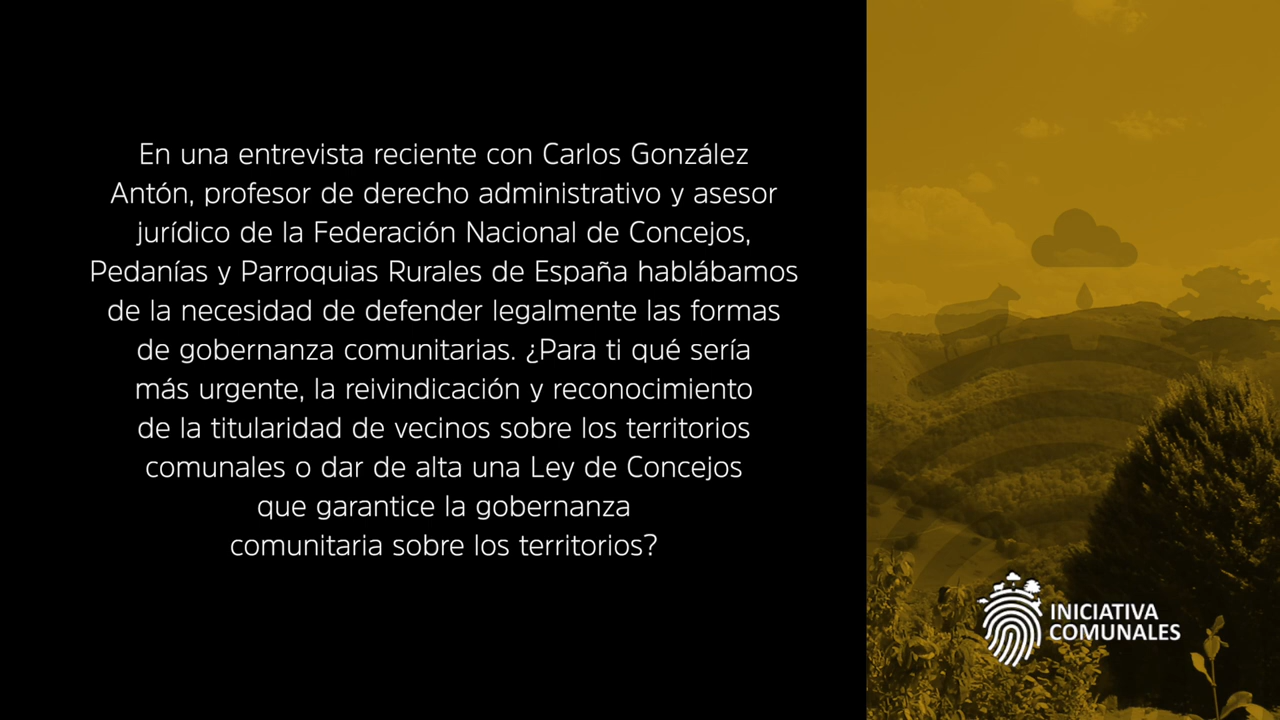 En una entrevista reciente con Carlos González
Antón, profesor de derecho administrativo y asesor
jurídico de la Federación Nacional de Concejos,
Pedanías y Parroquias Rurales de España hablábamos
de la necesidad de defender legalmente las formas
de gobernanza comunitarias. ¿Para ti qué sería
más urgente, la reivindicación y reconocimiento
de la titularidad de vecinos sobre los territorios
comunales o dar de alta una Ley de Concejos
que garantice la gobernanza
comunitaria sobre los territorios?
INICIATIVA
COMUNALES